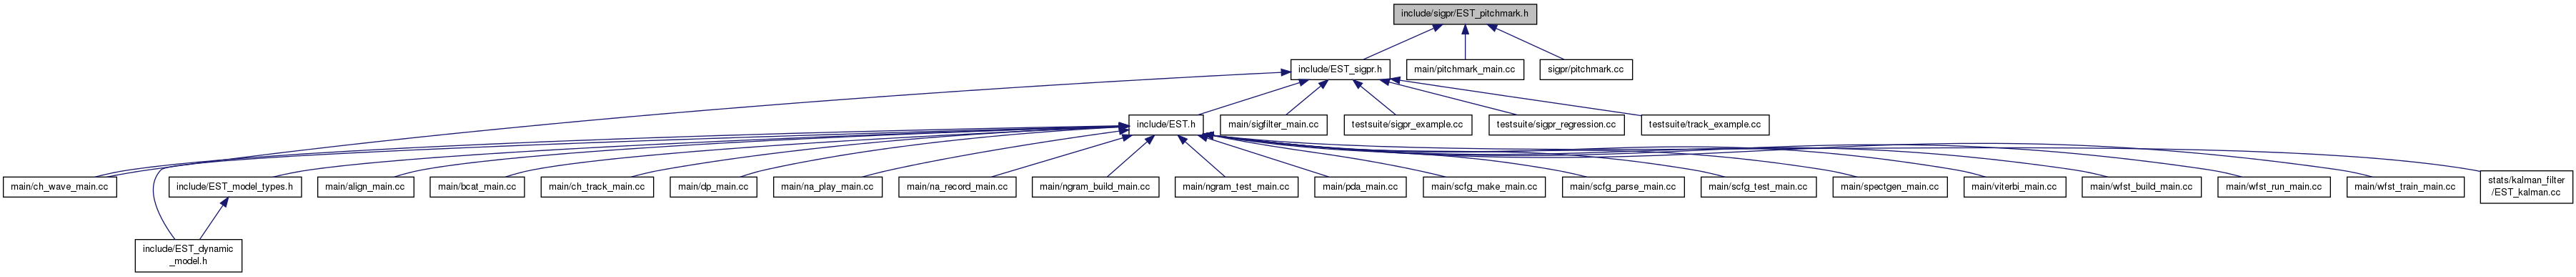 include/sigpr/EST_pitchmark.h
include/EST_sigpr.h
main/pitchmark_main.cc
sigpr/pitchmark.cc
include/EST.h
main/sigfilter_main.cc
testsuite/sigpr_example.cc
testsuite/sigpr_regression.cc
testsuite/track_example.cc
main/ch_wave_main.cc
include/EST_model_types.h
main/align_main.cc
main/bcat_main.cc
main/ch_track_main.cc
main/dp_main.cc
main/na_play_main.cc
main/na_record_main.cc
main/ngram_build_main.cc
main/ngram_test_main.cc
main/pda_main.cc
main/scfg_make_main.cc
main/scfg_parse_main.cc
main/scfg_test_main.cc
main/spectgen_main.cc
main/viterbi_main.cc
main/wfst_build_main.cc
main/wfst_run_main.cc
main/wfst_train_main.cc
stats/kalman_filter
/EST_kalman.cc
include/EST_dynamic
_model.h